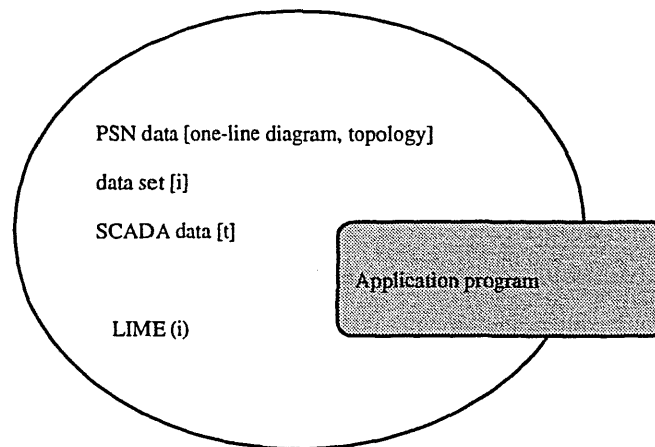 PSN data [one-line diagram, topology]
data set [i]
SCADA data [t]
Application program
LIME (i)